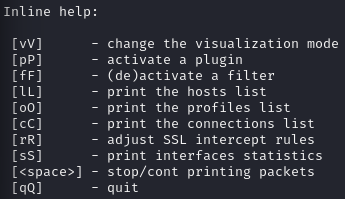 Inline help:
[vV] - change the visualization mode
[pP] - activate a plugin
[fF] - (de)activate a filter
[lL] - print the hosts list
[oO] - print the profiles list
[cC] - print the connections list
[rR] - adjust SSL intercept rules
[sS] - print interfaces statistics
[<space>] - stop/cont printing packets
[qQ] - quit